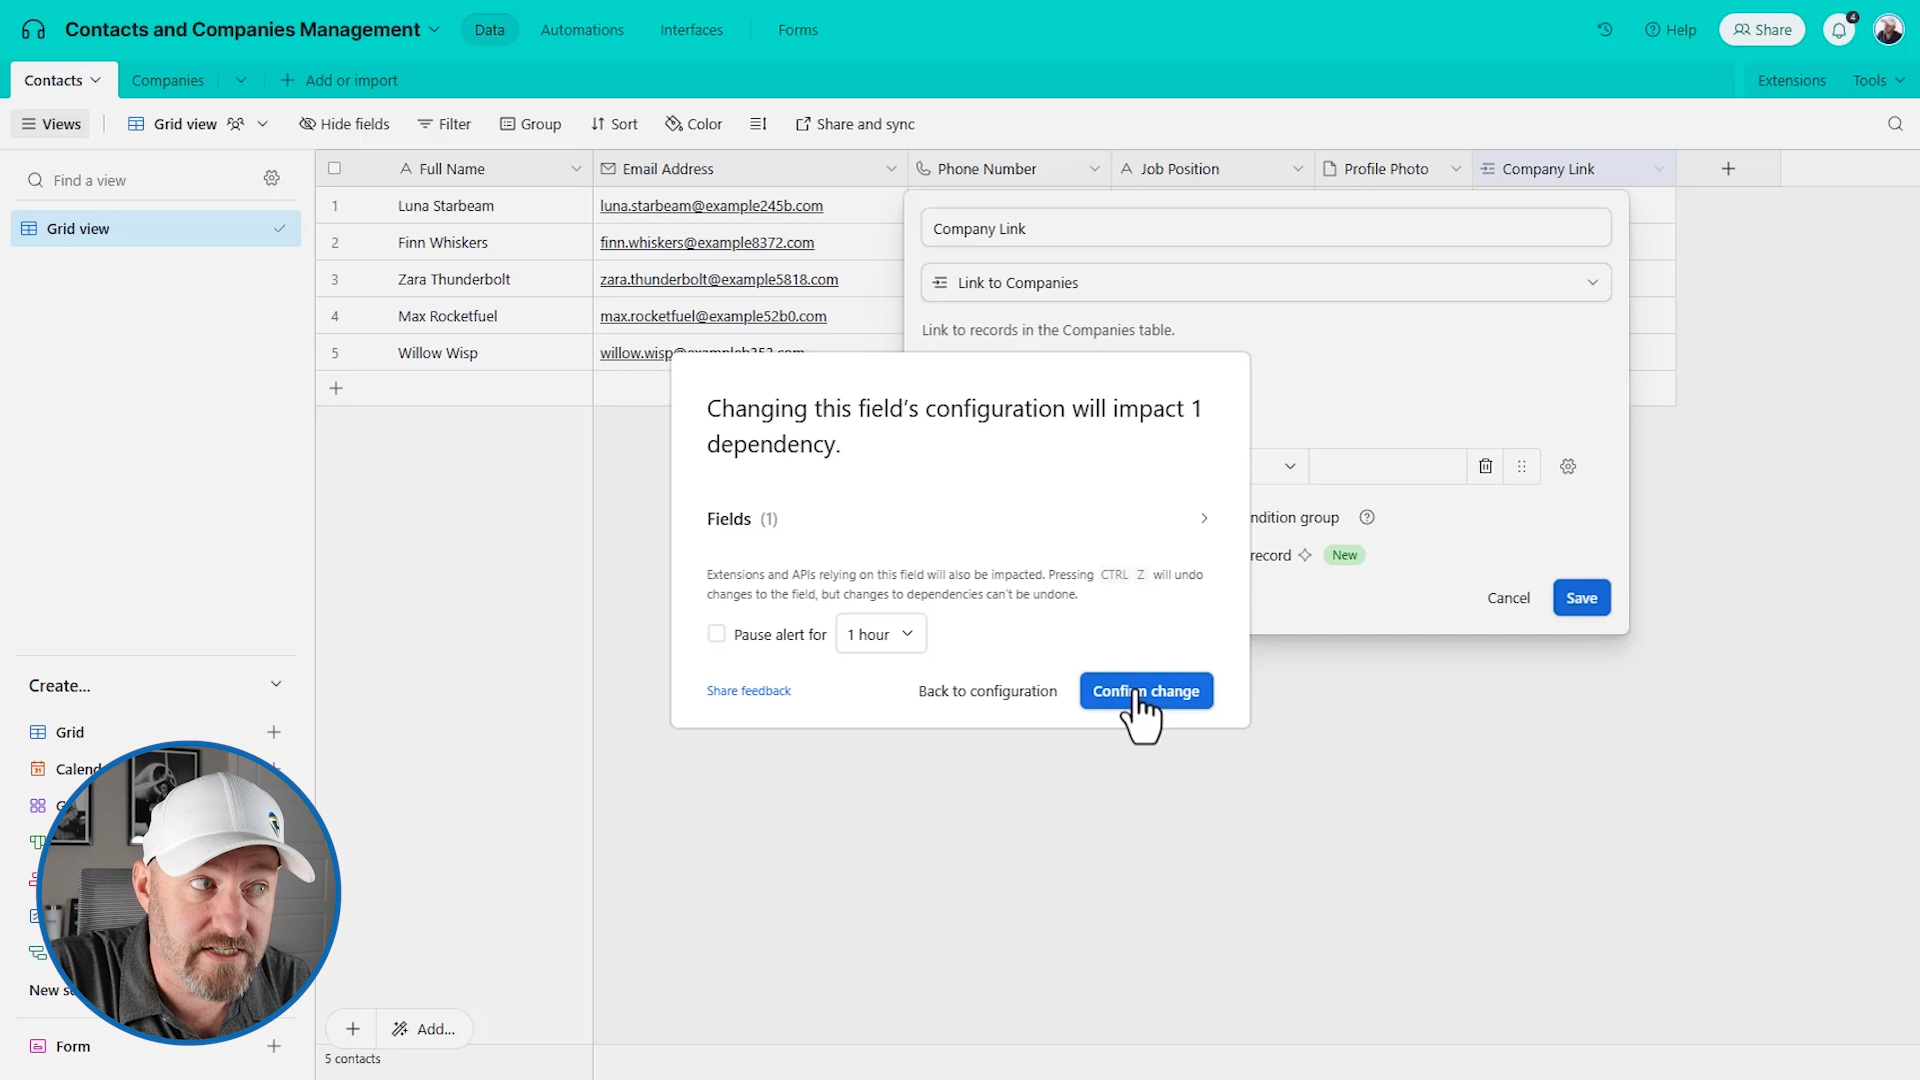 Contacts and Companies Management
Data
Automations
Interfaces
Forms
Help
Share
4
Contacts
Companies
Add or import
Extensions
Tools
Views
Grid view
Hide fields
Filter
Group
Sort
Color
Share and sync
Find a view
Full Name
Email Address
Phone Number
Job Position
Profile Photo
Company Link
Grid view
1 Luna Starbeam luna.starbeam@example245b.com
2 Finn Whiskers finn.whiskers@example8372.com
3 Zara Thunderbolt zara.thunderbolt@example5818.com
4 Max Rocketfuel max.rocketfuel@example52b0.com
5 Willow Wisp
Company Link
Link to Companies
Link to records in the Companies table.
Changing this field's configuration will impact 1
dependency.
Fields (1)
Extensions and APIs relying on this field will also be impacted. Pressing CTRL Z will undo
changes to the field, but changes to dependencies can't be undone.
Pause alert for 1 hour
Share feedback
Back to configuration
Confirm change
ndition group
record
New
Cancel
Save
Create...
Grid
Calend
New s
Form
Add...
5 contacts